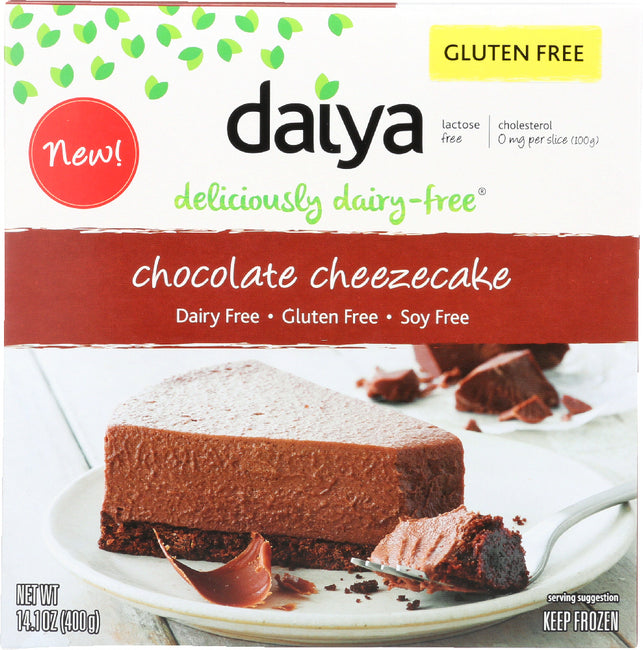 GLUTEN FREE
daiya
lactose
free
cholesterol
0 mg per slice (100g)
New!
deliciously dairy-free®
chocolate cheezecake
Dairy Free • Gluten Free • Soy Free
NET WT
14.1 OZ (400g)
serving suggestion
KEEP FROZEN